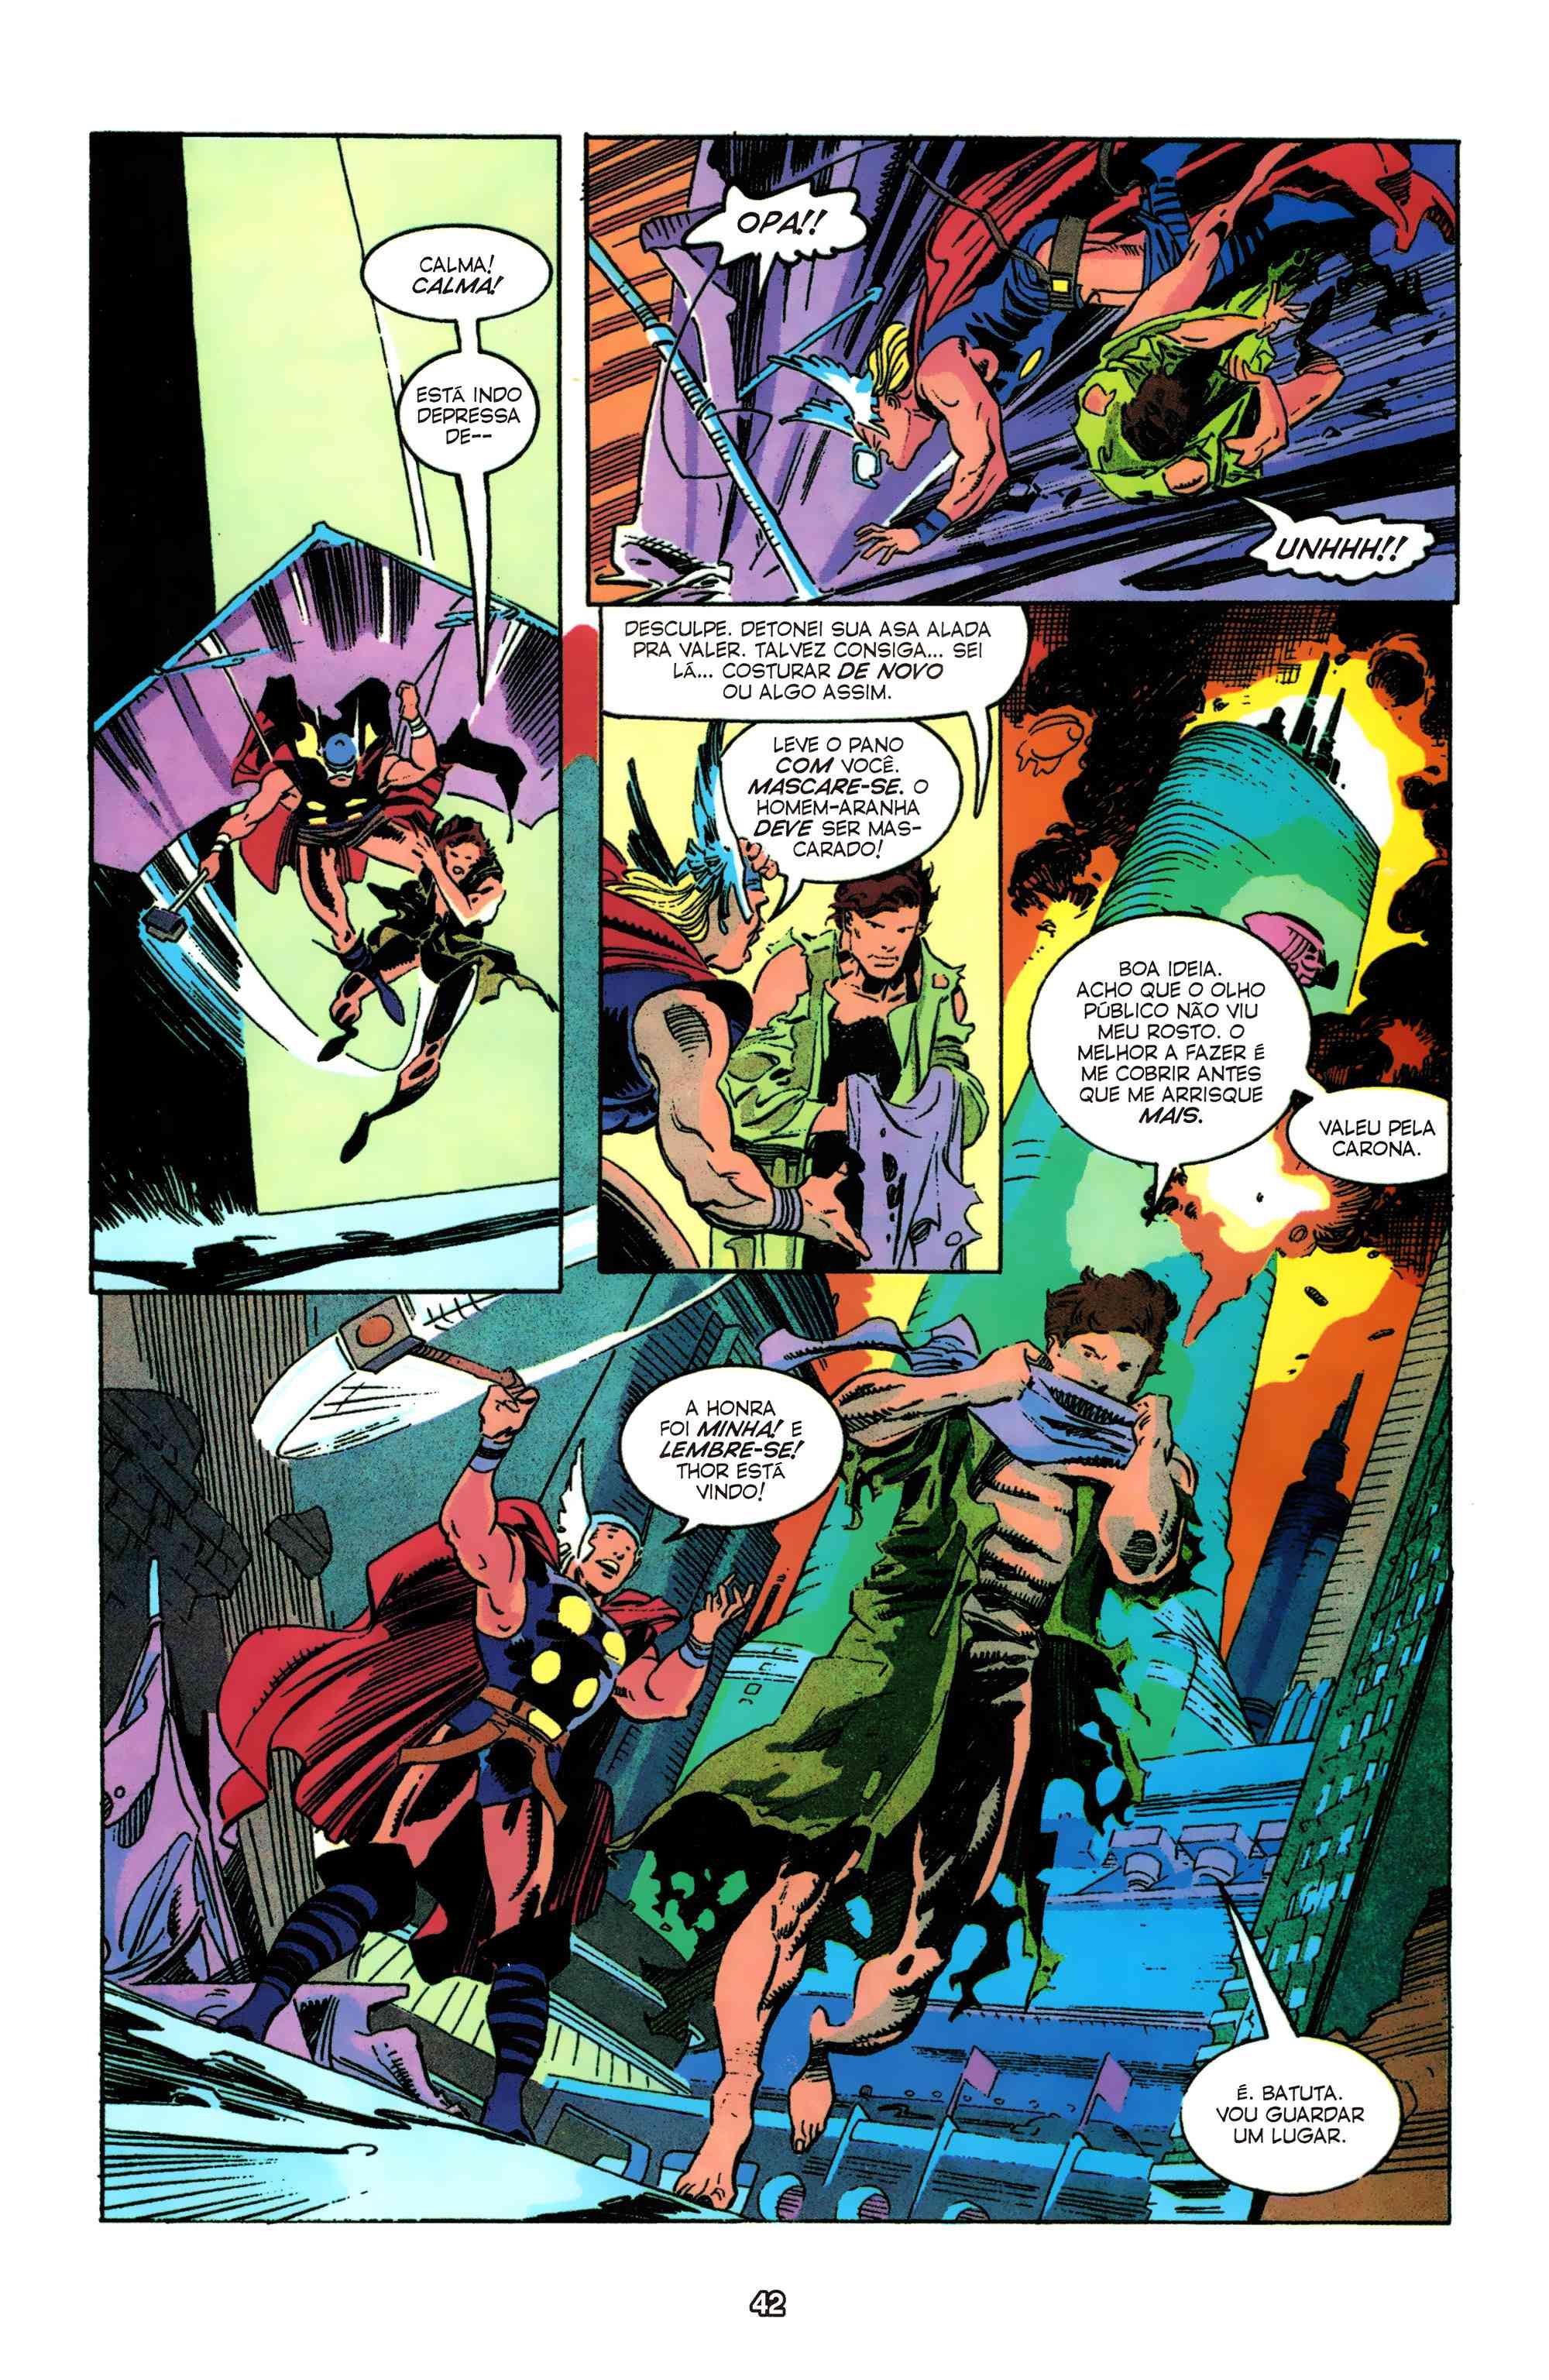 CALMA!
CALMA!
ESTÁ INDO
DEPRESSA
DE--
OPA!!
UNHHH!!
DESCULPE. DETONEI SUA ASA ALADA
PRA VALER. TALVEZ CONSIGA... SEI
LÁ... COSTURAR DE NOVO
OU ALGO ASSIM.
LEVE O PANO
COM VOCÊ.
MASCARE-SE. O
HOMEM-ARANHA
DEVE SER MAS-
CARADO!
BOA IDEIA.
ACHO QUE O OLHO
PÚBLICO NÃO VIU
MEU ROSTO. O
MELHOR A FAZER É
ME COBRIR ANTES
QUE ME ARRISQUE
MAIS.
VALEU PELA
CARONA.
A HONRA
FOI MINHA! E
LEMBRE-SE!
THOR ESTÁ
VINDO!
É. BATUTA.
VOU GUARDAR
UM LUGAR.
42